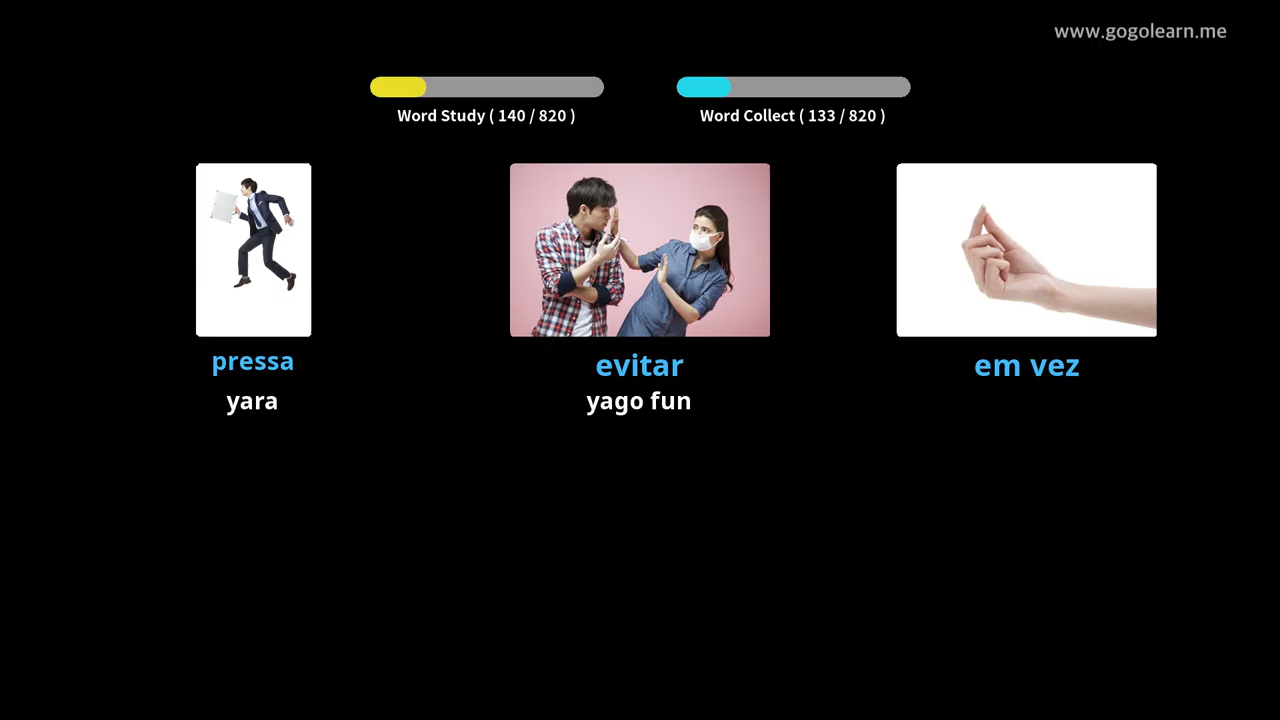 www.gogolearn.me
Word Study ( 140 / 820 )
Word Collect ( 133 / 820 )
pressa
evitar
em vez
yara
yago fun